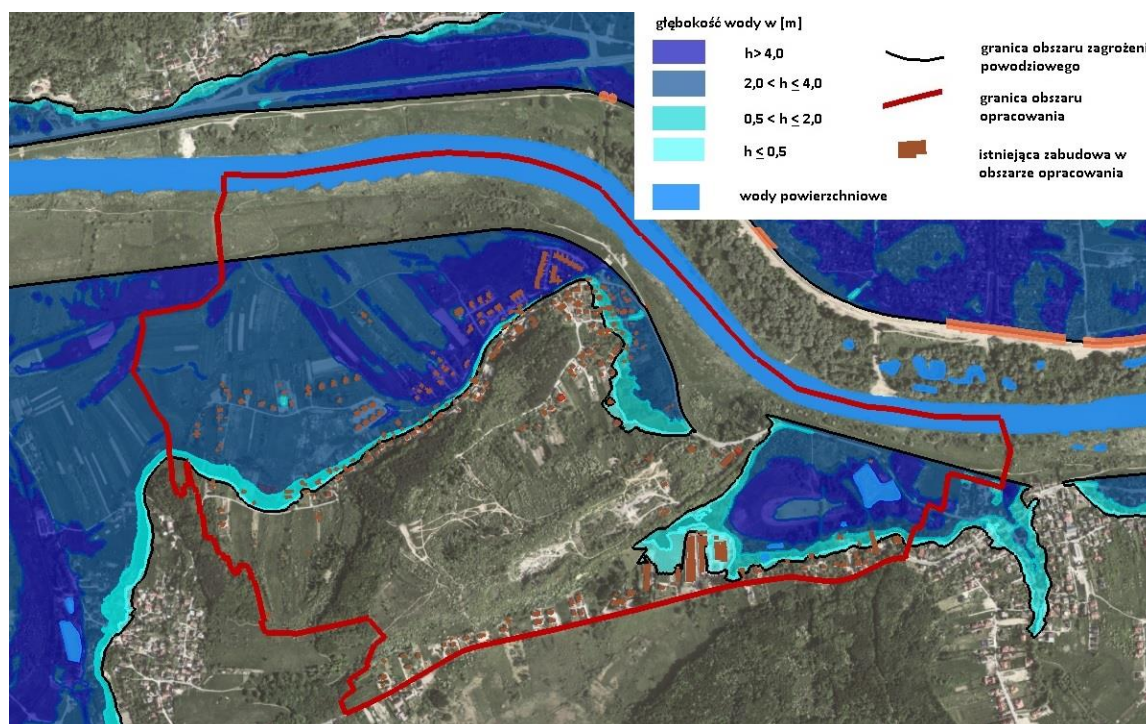 głębokość wody w [m]
h> 4,0
2,0 < h ≤ 4,0
0,5 < h ≤ 2,0
h ≤ 0,5
wody powierzchniowe
granica obszaru zagrożeni
powodziowego
granica obszaru
opracowania
istniejąca zabudowa w
obszarze opracowania